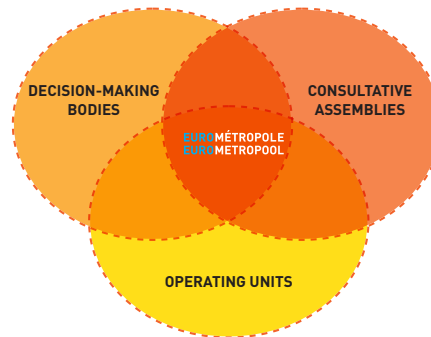 DECISION-MAKING
BODIES
CONSULTATIVE
ASSEMBLIES
EUROMÉTROPOLE
EUROMETROPOOL
OPERATING UNITS